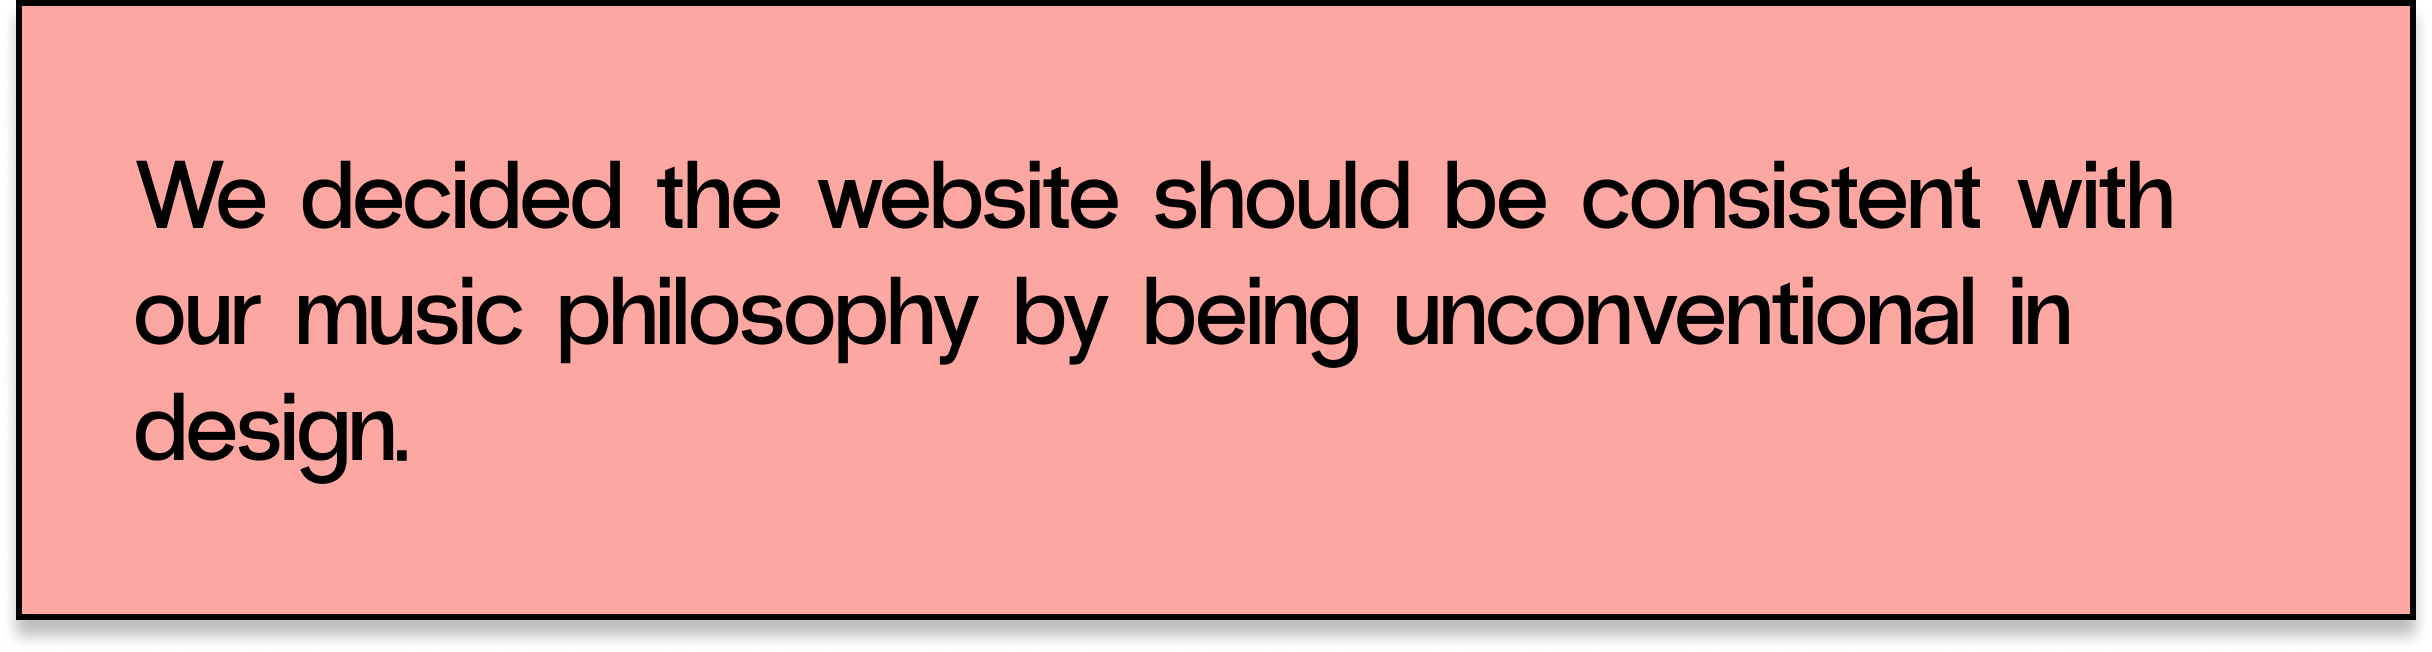 We decided the website should be consistent with
our music philosophy by being unconventional in
design.